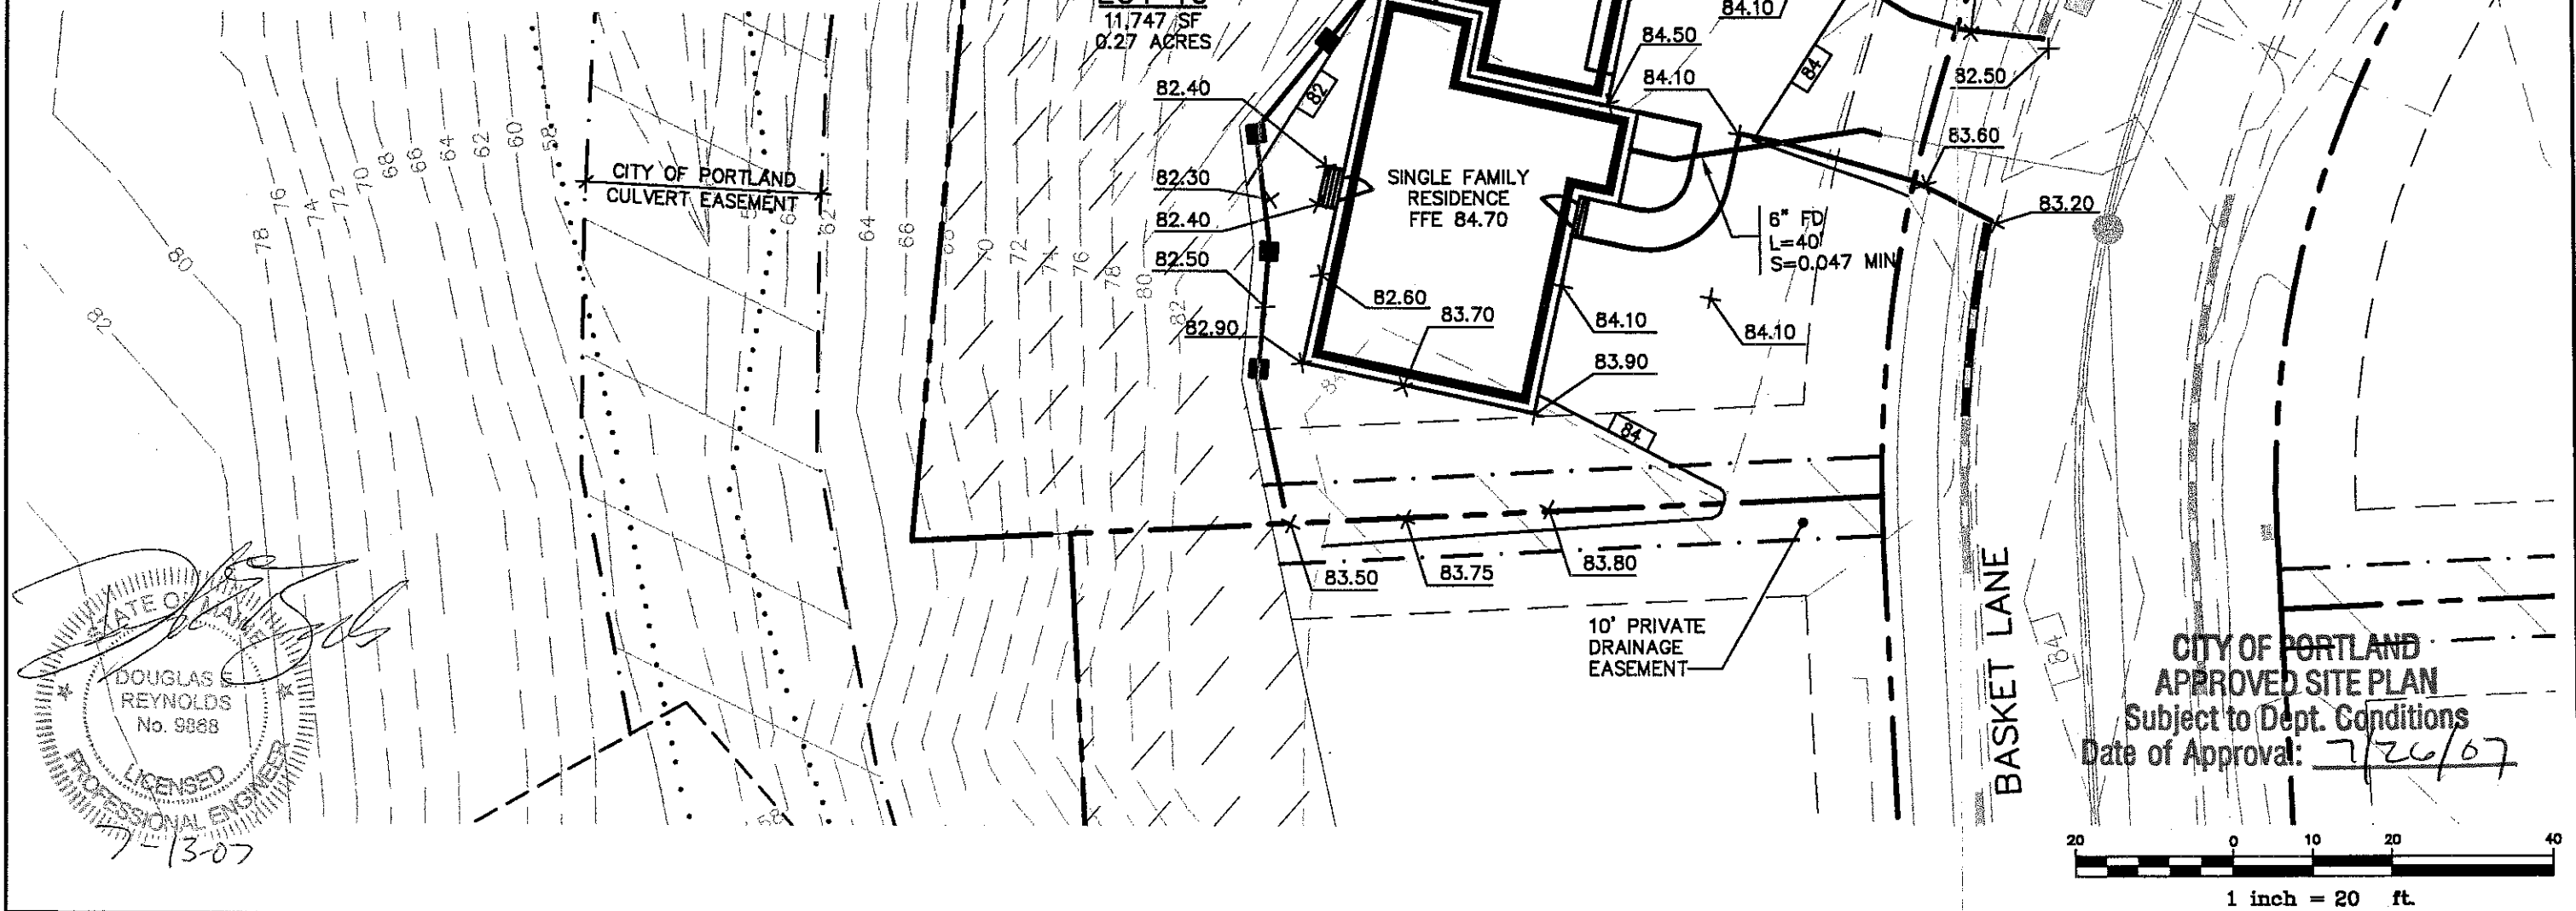 11,747 SF
0.27 ACRES
84.10
84.50
84.10
84
82.50
82.40
82
83.60
82.30
82.40
82.50
82.90
SINGLE FAMILY
RESIDENCE
FFE 84.70
6" FD
L=40'
S=0.047 MIN
83.20
82.60
83.70
84.10
84.10
83.90
84
CITY OF PORTLAND
CULVERT EASEMENT
80
82
78
76
74
72
70
68
66
64
62
60
58
62
64
66
68
70
72
74
76
78
80
82
83.50
83.75
83.80
10' PRIVATE
DRAINAGE
EASEMENT
BASKET LANE
84
58
STATE OF MAINE
DOUGLAS E.
REYNOLDS
No. 9868
LICENSED
PROFESSIONAL ENGINEER
7-13-07
CITY OF PORTLAND
APPROVED SITE PLAN
Subject to Dept. Conditions
Date of Approval: 7/26/07
20 0 10 20 40
1 inch = 20 ft.